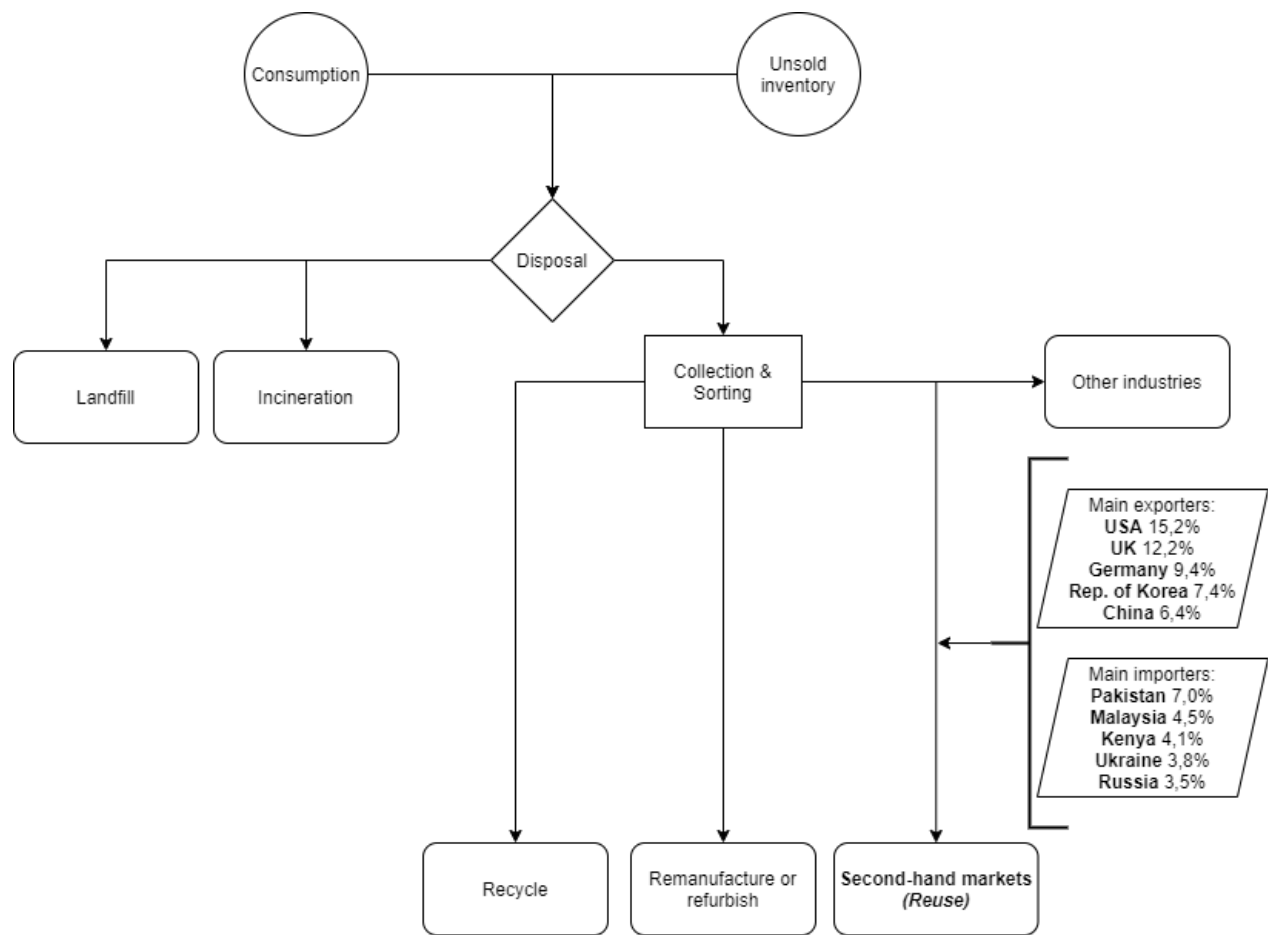 Consumption
Unsold
inventory
Disposal
Landfill
Incineration
Collection &
Sorting
Other industries
Main exporters:
USA 15,2%
UK 12,2%
Germany 9,4%
Rep. of Korea 7,4%
China 6,4%
Main importers:
Pakistan 7,0%
Malaysia 4,5%
Kenya 4,1%
Ukraine 3,8%
Russia 3,5%
Recycle
Remanufacture or
refurbish
Second-hand markets
(Reuse)